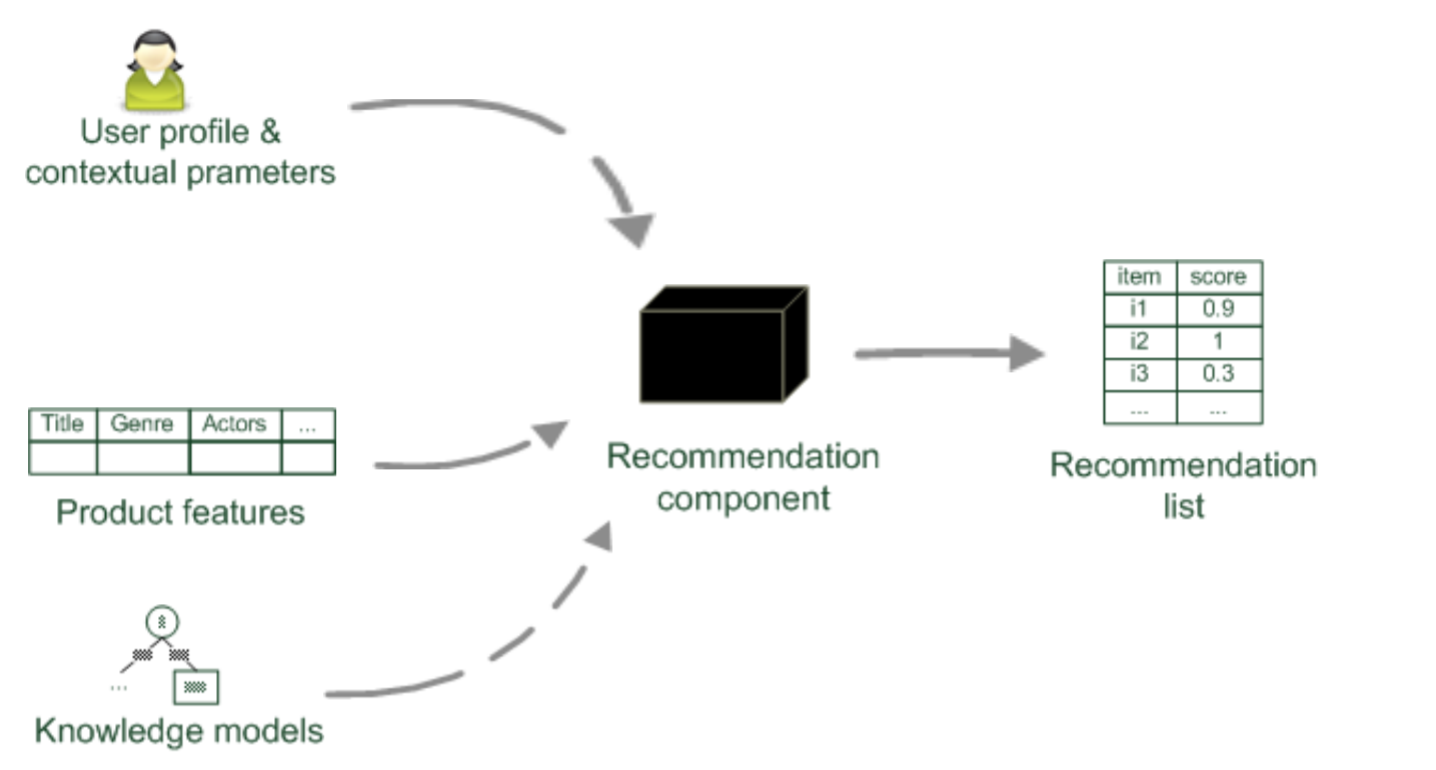 User profile &
contextual prameters
Title Genre Actors ...
Product features
...
Knowledge models
Recommendation
component
item score
i1 0.9
i2 1
i3 0.3
... ...
Recommendation
list